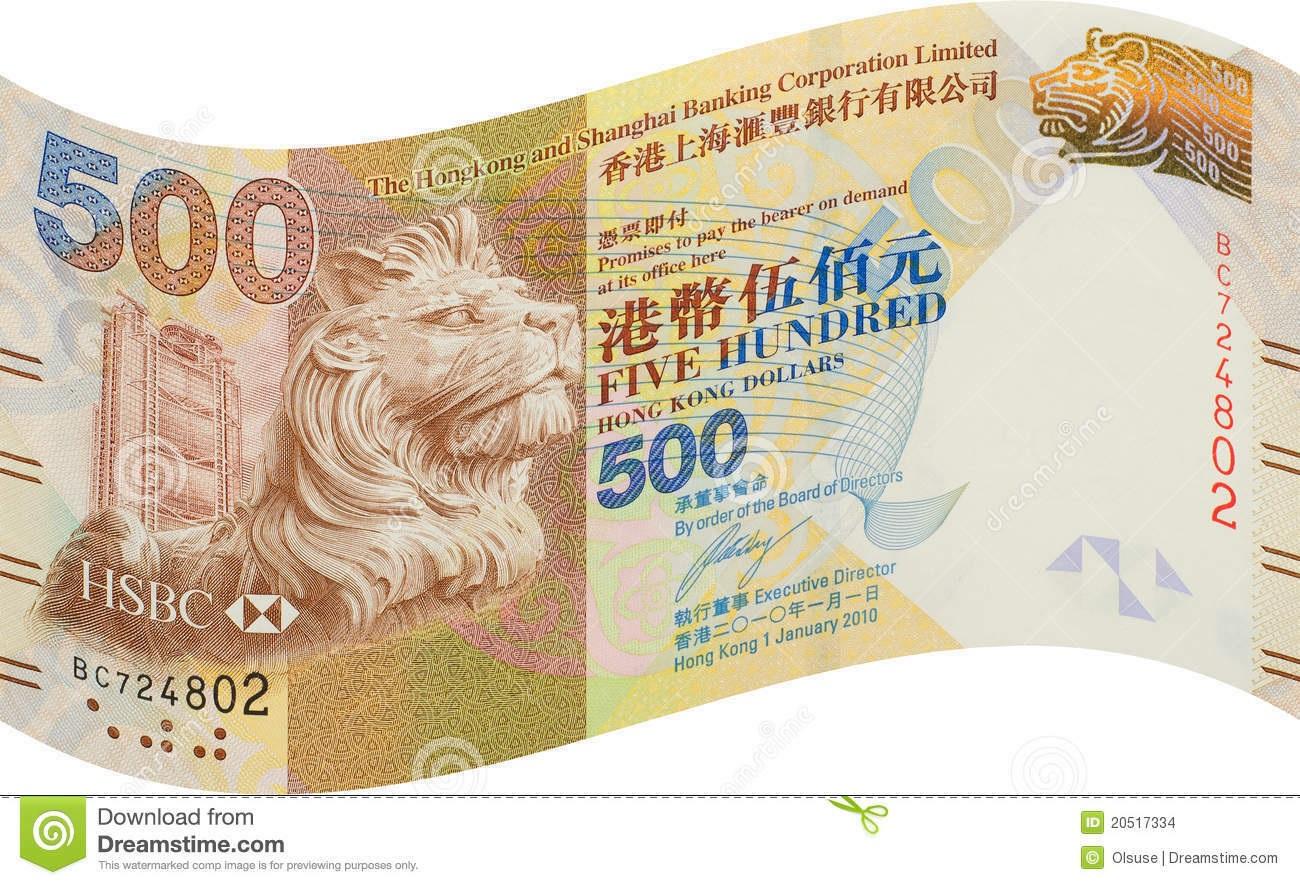 500
The Hongkong and Shanghai Banking Corporation Limited
香港上海滙豐銀行有限公司
憑票即付
Promises to pay the bearer on demand
at its office here
港幣伍佰元
FIVE HUNDRED
HONG KONG DOLLARS
500
承董事會命
By order of the Board of Directors
執行董事 Executive Director
香港二〇一〇年一月一日
Hong Kong 1 January 2010
HSBC
BC724802
500
500
500
500
BC724802
Download from
Dreamstime.com
This watermarked comp image is for previewing purposes only.
ID 20517334
© Olsuse | Dreamstime.com